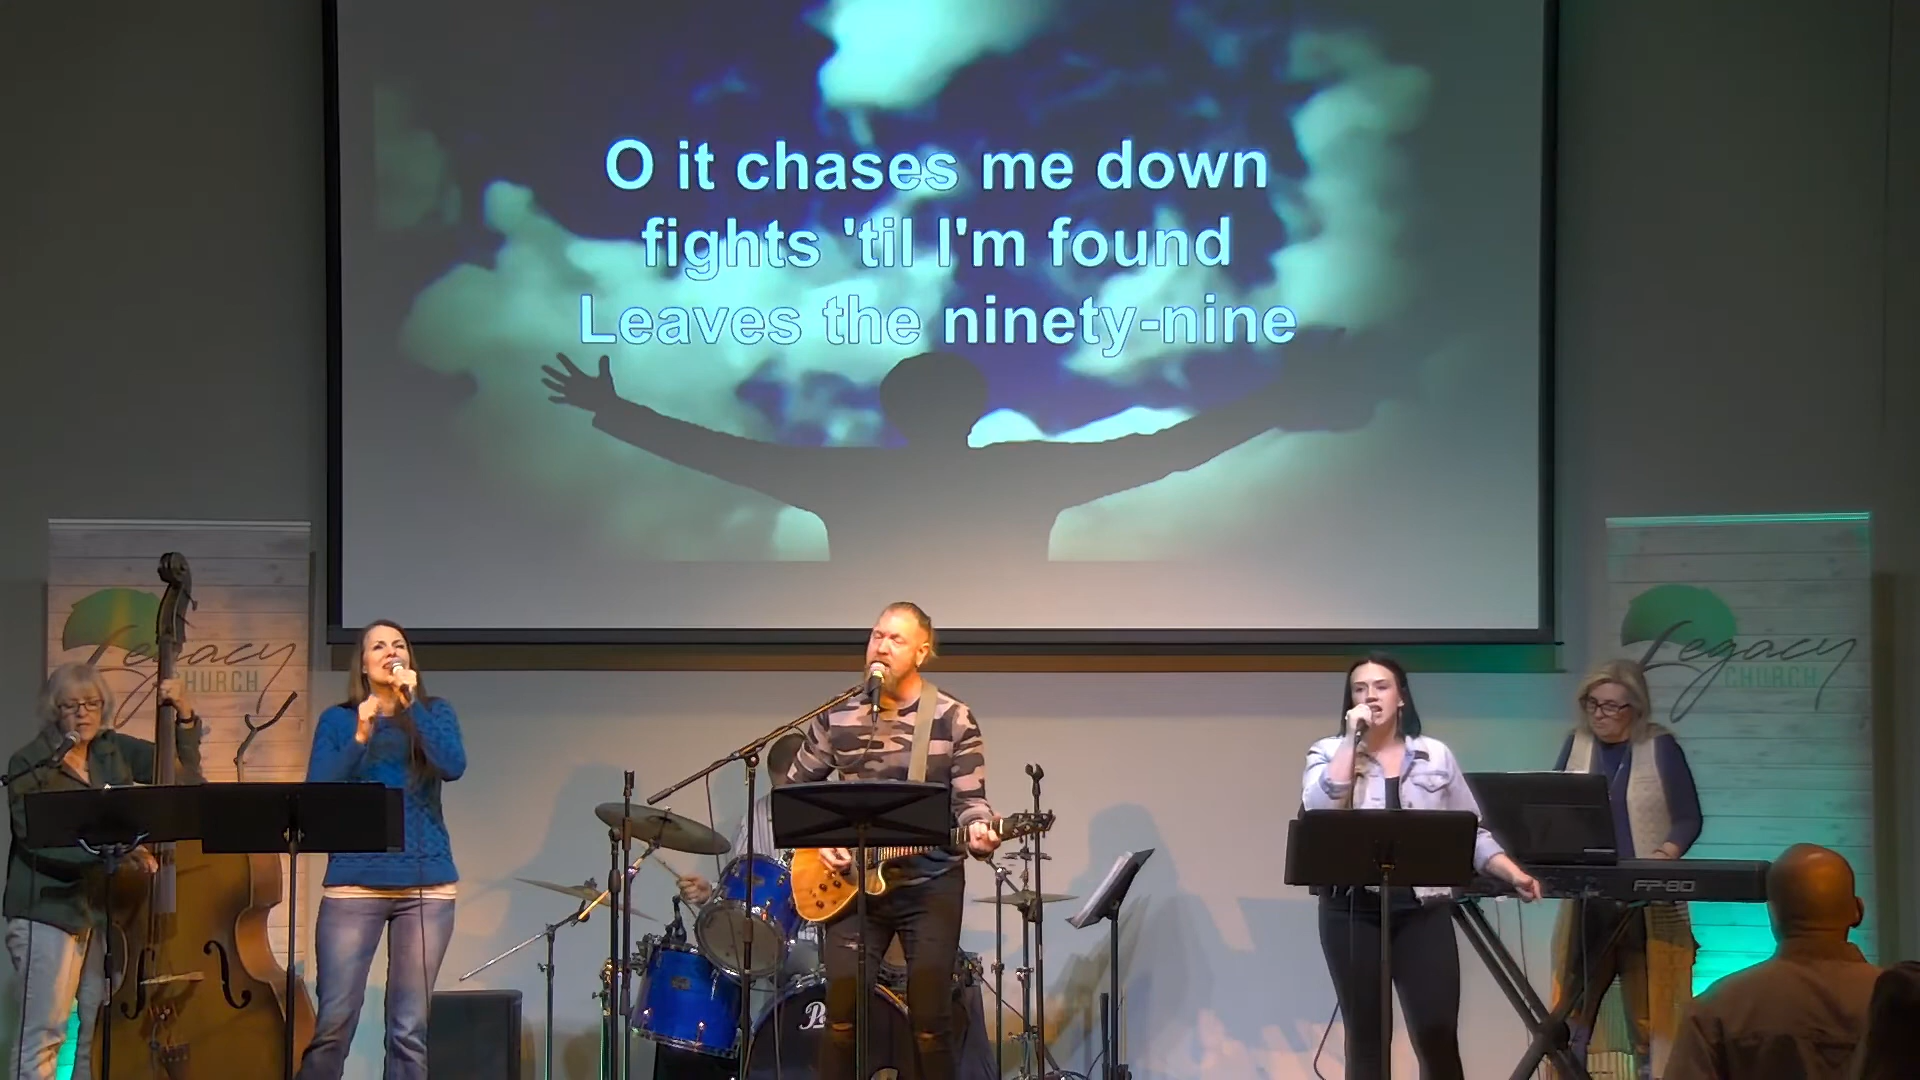 O it chases me down
fights 'til I'm found
Leaves the ninety-nine
Legacy
CHURCH
Legacy
CHURCH
FP-80